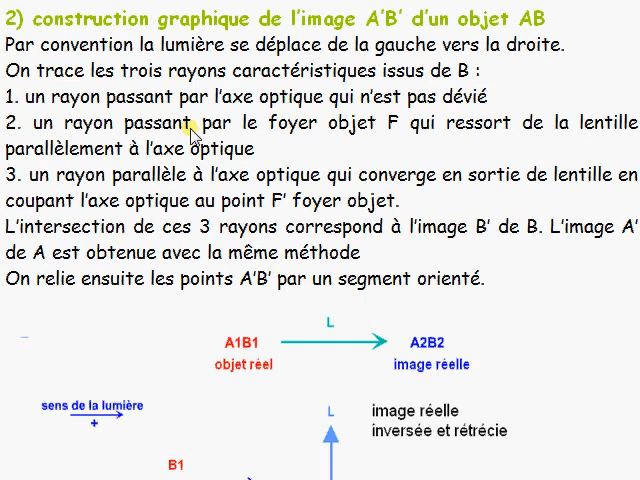 2) construction graphique de l'image A'B' d'un objet AB
Par convention la lumière se déplace de la gauche vers la droite.
On trace les trois rayons caractéristiques issus de B :
1. un rayon passant par l'axe optique qui n'est pas dévié
2. un rayon passant par le foyer objet F qui ressort de la lentille
parallèlement à l'axe optique
3. un rayon parallèle à l'axe optique qui converge en sortie de lentille en
coupant l'axe optique au point F' foyer objet.
L'intersection de ces 3 rayons correspond à l'image B' de B. L'image A'
de A est obtenue avec la même méthode
On relie ensuite les points A'B' par un segment orienté.
L
A1B1 A2B2
objet réel image réelle
sens de la lumière
+
L
image réelle
inversée et rétrécie
B1